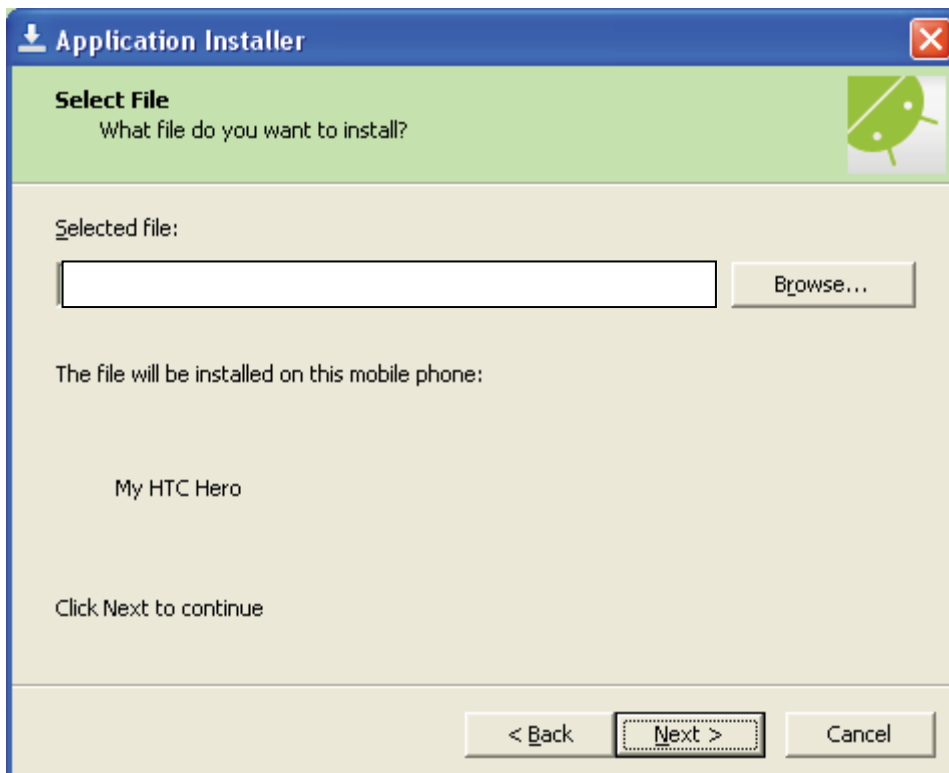 Application Installer
Select File
What file do you want to install?
Selected file:
Browse...
The file will be installed on this mobile phone:
My HTC Hero
Click Next to continue
< Back
Next >
Cancel